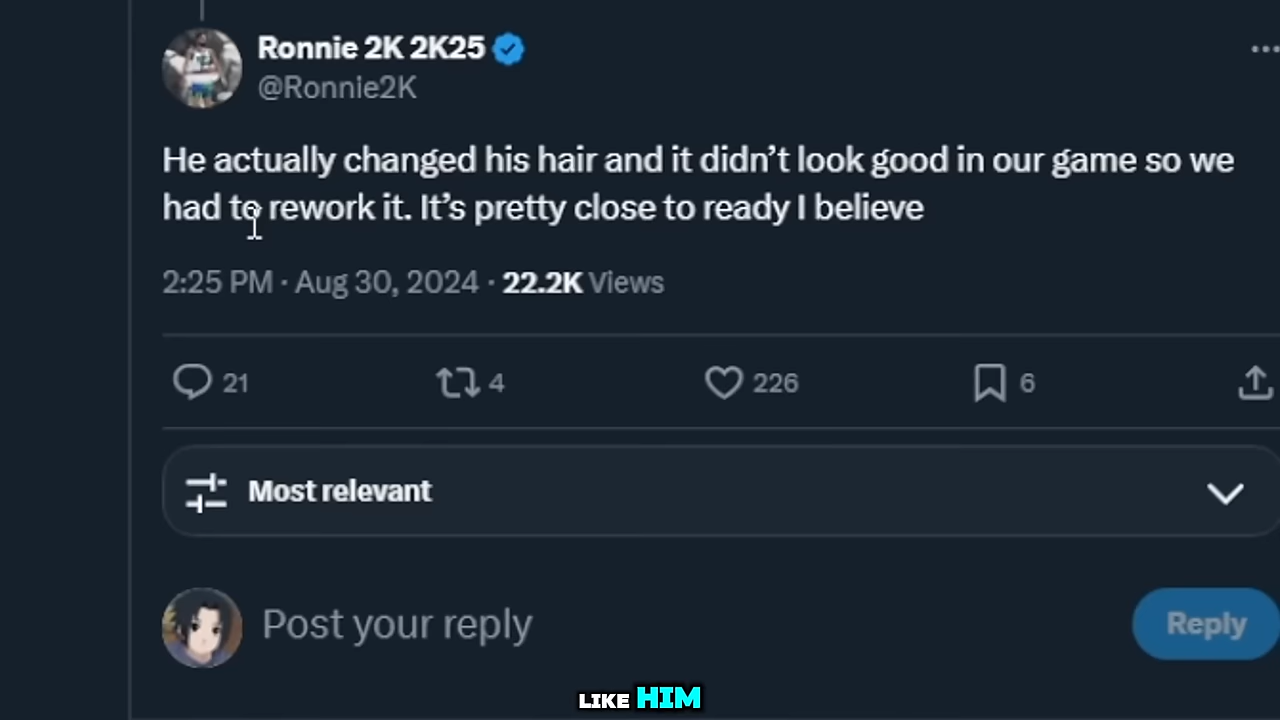 Ronnie 2K 2K25
@Ronnie2K
He actually changed his hair and it didn’t look good in our game so we
had to rework it. It’s pretty close to ready I believe
2:25 PM · Aug 30, 2024 · 22.2K Views
21 4 226 6
Most relevant
Post your reply
Reply
LIKE HIM